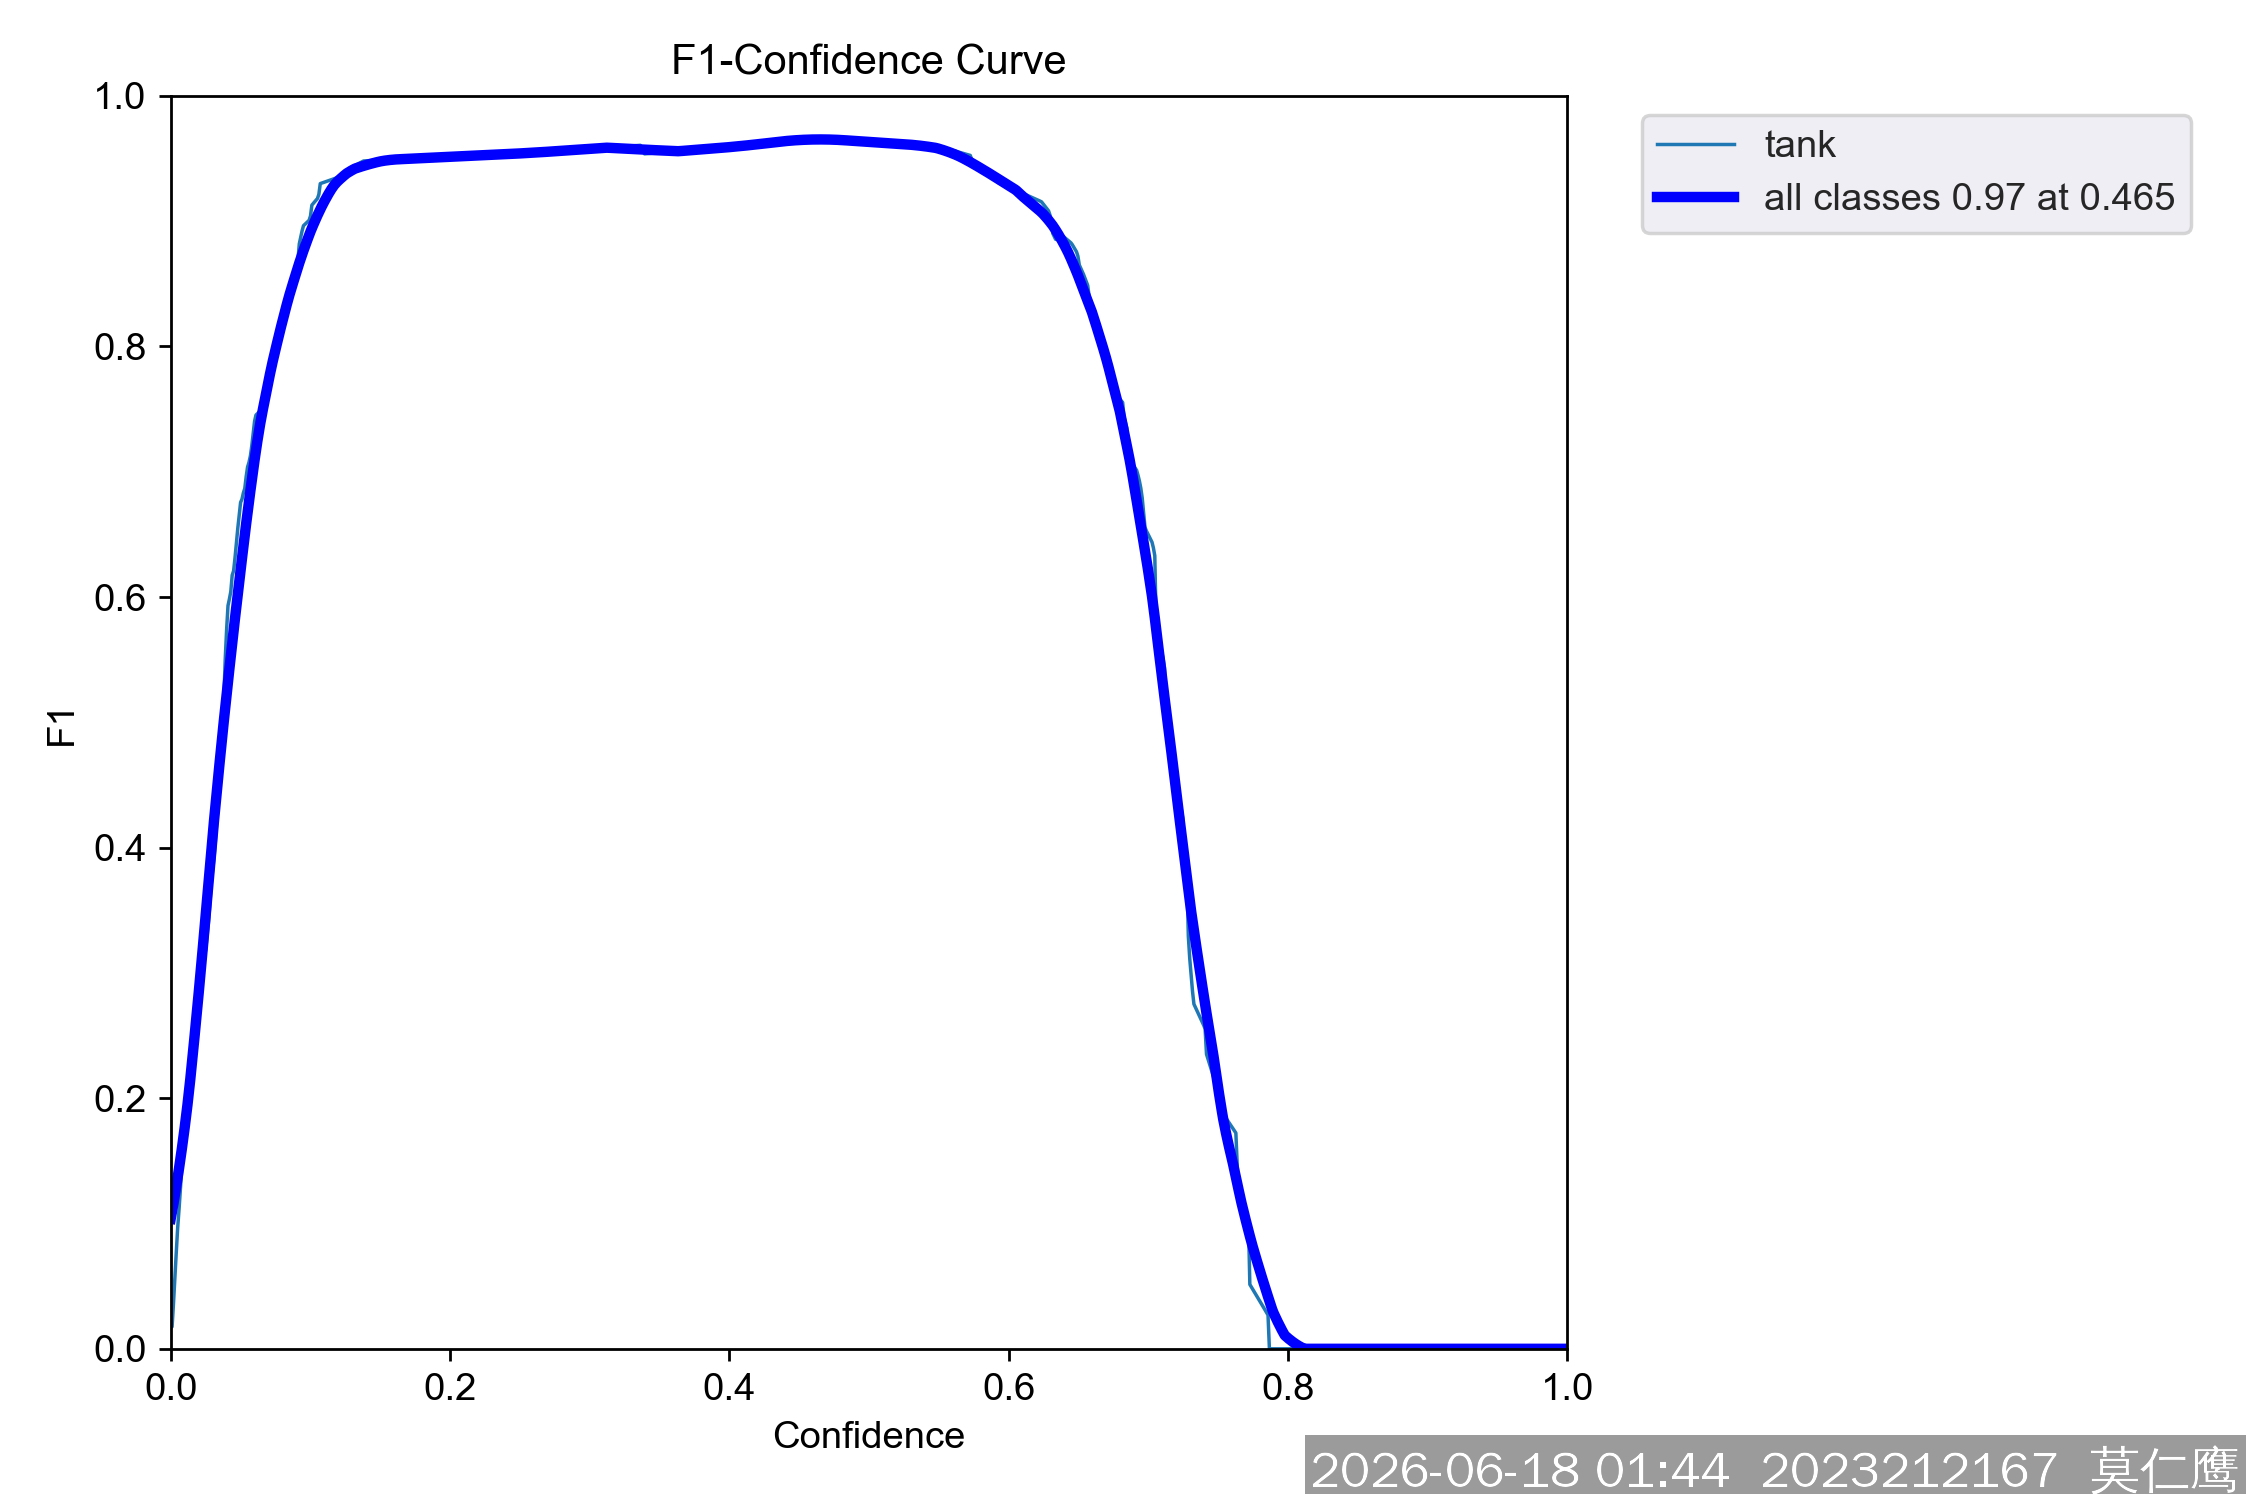 F1-Confidence Curve
1.0
0.8
0.6
0.4
0.2
0.0
F1
0.0 0.2 0.4 0.6 0.8 1.0
Confidence
tank
all classes 0.97 at 0.465
2026-06-18 01:44 2023212167 莫仁鹰